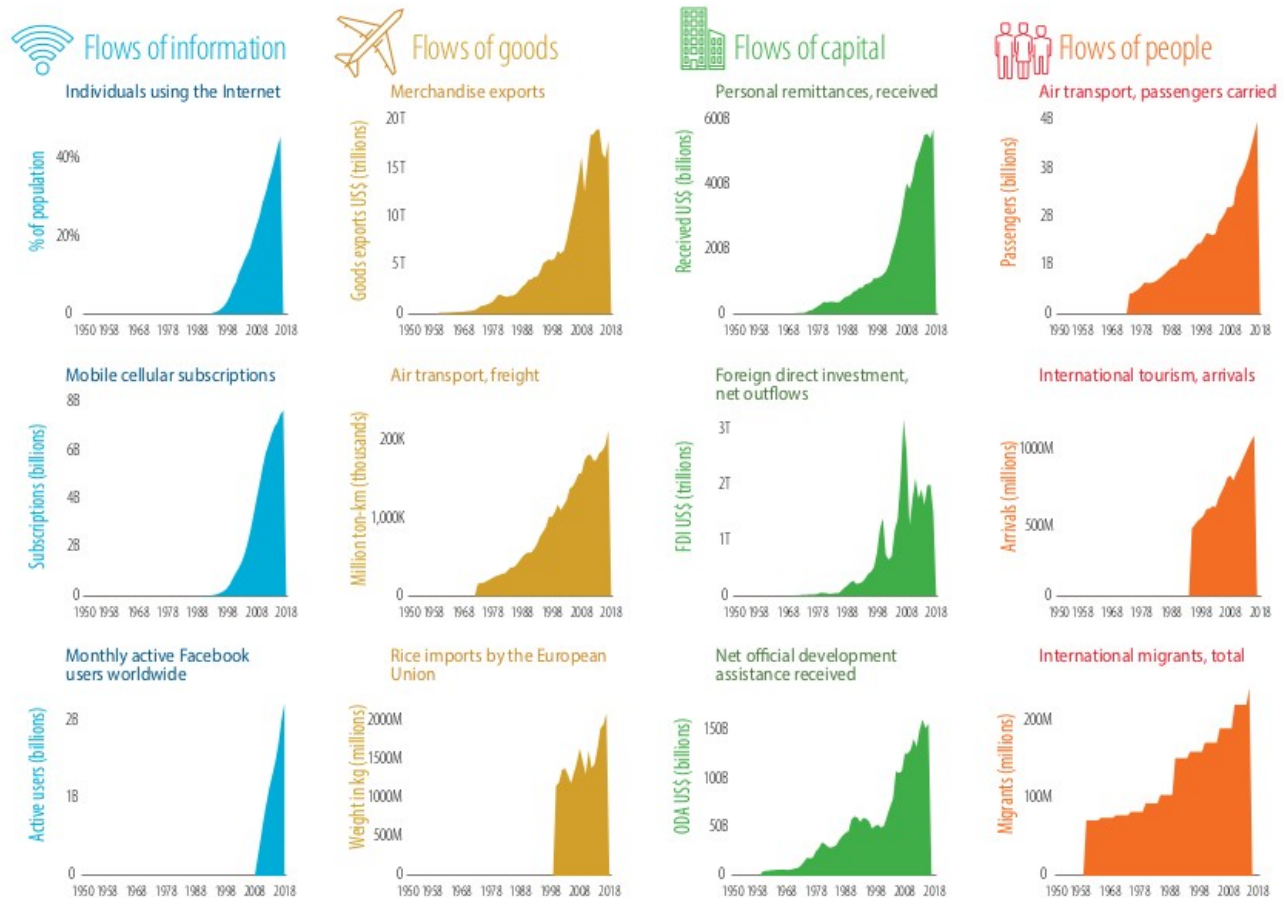 Flows of information
Flows of goods
Flows of capital
Flows of people
Individuals using the Internet
% of population
40%
20%
0
1950 1958 1968 1978 1988 1998 2008 2018
Merchandise exports
Goods exports US$ (trillions)
20T
15T
10T
5T
0
1950 1958 1968 1978 1988 1998 2008 2018
Personal remittances, received
Received US$ (billions)
600B
400B
200B
0
1950 1958 1968 1978 1988 1998 2008 2018
Air transport, passengers carried
Passengers (billions)
4B
3B
2B
1B
0
1950 1958 1968 1978 1988 1998 2008 2018
Mobile cellular subscriptions
Subscriptions (billions)
8B
6B
4B
2B
0
1950 1958 1968 1978 1988 1998 2008 2018
Air transport, freight
Million ton-km (thousands)
200K
1,000K
0
1950 1958 1968 1978 1988 1998 2008 2018
Foreign direct investment,
net outflows
FDI US$ (trillions)
3T
2T
1T
0
1950 1958 1968 1978 1988 1998 2008 2018
International tourism, arrivals
Arrivals (millions)
1000M
500M
0
1950 1958 1968 1978 1988 1998 2008 2018
Monthly active Facebook
users worldwide
Active users (billions)
2B
1B
0
1950 1958 1968 1978 1988 1998 2008 2018
Rice imports by the European
Union
Weight in kg (millions)
2000M
1500M
1000M
500M
0
1950 1958 1968 1978 1988 1998 2008 2018
Net official development
assistance received
ODA US$ (billions)
150B
100B
50B
0
1950 1958 1968 1978 1988 1998 2008 2018
International migrants, total
Migrants (millions)
200M
100M
0
1950 1958 1968 1978 1988 1998 2008 2018